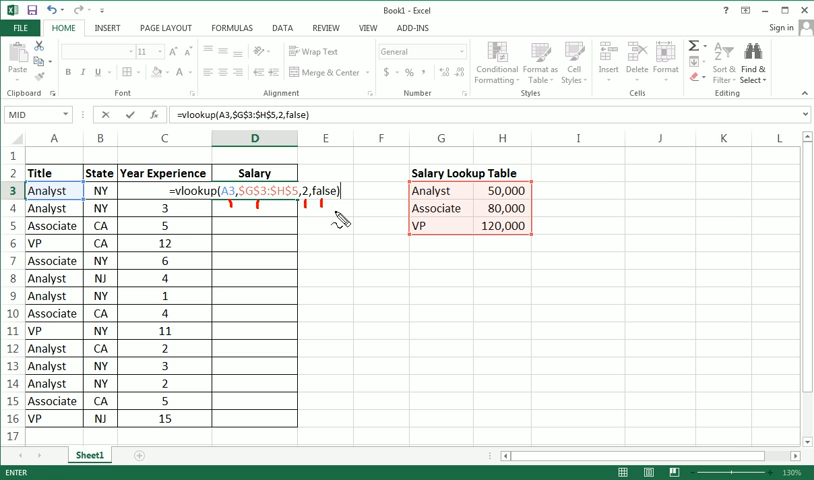 Book1 - Excel
Sign in
FILE HOME INSERT PAGE LAYOUT FORMULAS DATA REVIEW VIEW ADD-INS
Paste
11
Wrap Text
Merge & Center
General
Conditional Formatting
Format as Table
Cell Styles
Insert Delete Format
Sort & Filter
Find & Select
Clipboard Font Alignment Number Styles Cells Editing
MID =vlookup(A3,$G$3:$H$5,2,false)
A B C D E F G H I J K L
1
2 Title State Year Experience Salary Salary Lookup Table
3 Analyst NY =vlookup(A3,$G$3:$H$5,2,false) Analyst 50,000
4 Analyst NY 3 Associate 80,000
5 Associate CA 5 VP 120,000
6 VP CA 12
7 Associate NY 6
8 Analyst NJ 4
9 Analyst NY 1
10 Associate CA 4
11 VP NY 11
12 Analyst CA 2
13 Analyst NY 3
14 Analyst NY 2
15 Associate CA 5
16 VP NJ 15
17
Sheet1
ENTER 130%